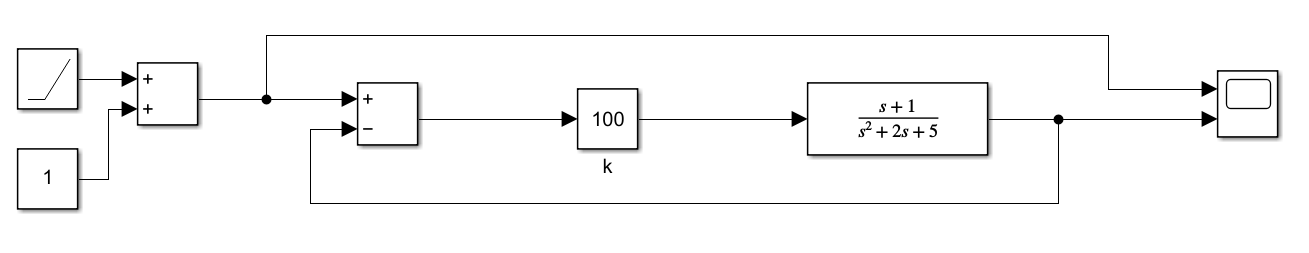 +
+
1
+
−
100
k
s + 1
s² + 2s + 5